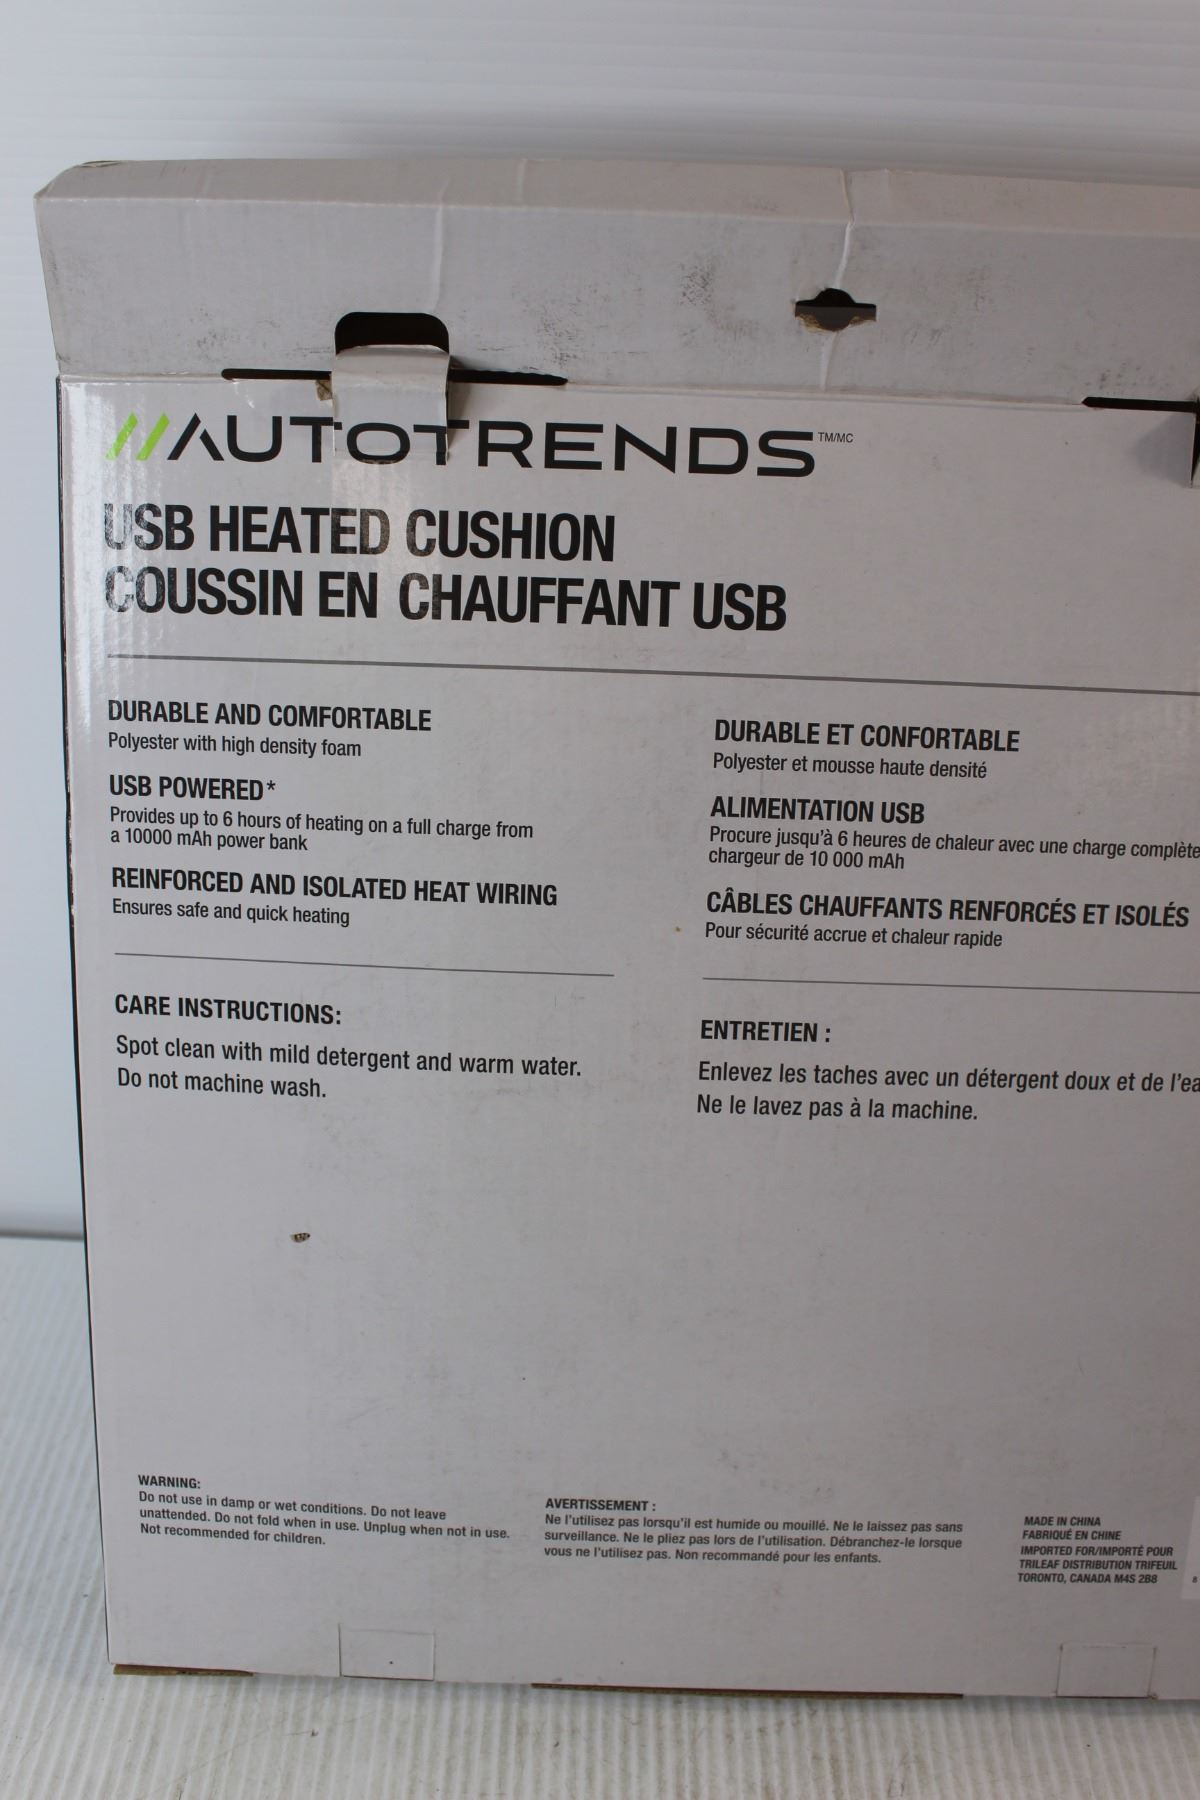 //AUTOTRENDS TM/MC
USB HEATED CUSHION
COUSSIN EN CHAUFFANT USB
DURABLE AND COMFORTABLE
Polyester with high density foam
USB POWERED*
Provides up to 6 hours of heating on a full charge from
a 10000 mAh power bank
REINFORCED AND ISOLATED HEAT WIRING
Ensures safe and quick heating
CARE INSTRUCTIONS:
Spot clean with mild detergent and warm water.
Do not machine wash.
DURABLE ET CONFORTABLE
Polyester et mousse haute densité
ALIMENTATION USB
Procure jusqu'à 6 heures de chaleur avec une charge complète
chargeur de 10 000 mAh
CÂBLES CHAUFFANTS RENFORCÉS ET ISOLÉS
Pour sécurité accrue et chaleur rapide
ENTRETIEN :
Enlevez les taches avec un détergent doux et de l'ea
Ne le lavez pas à la machine.
WARNING:
Do not use in damp or wet conditions. Do not leave
unattended. Do not fold when in use. Unplug when not in use.
Not recommended for children.
AVERTISSEMENT :
Ne l'utilisez pas lorsqu'il est humide ou mouillé. Ne le laissez pas sans
surveillance. Ne le pliez pas lors de l'utilisation. Débranchez-le lorsque
vous ne l'utilisez pas. Non recommandé pour les enfants.
MADE IN CHINA
FABRIQUÉ EN CHINE
IMPORTED FOR/IMPORTÉ POUR
TRILEAF DISTRIBUTION TRIFEUIL
TORONTO, CANADA M4S 2B8
8